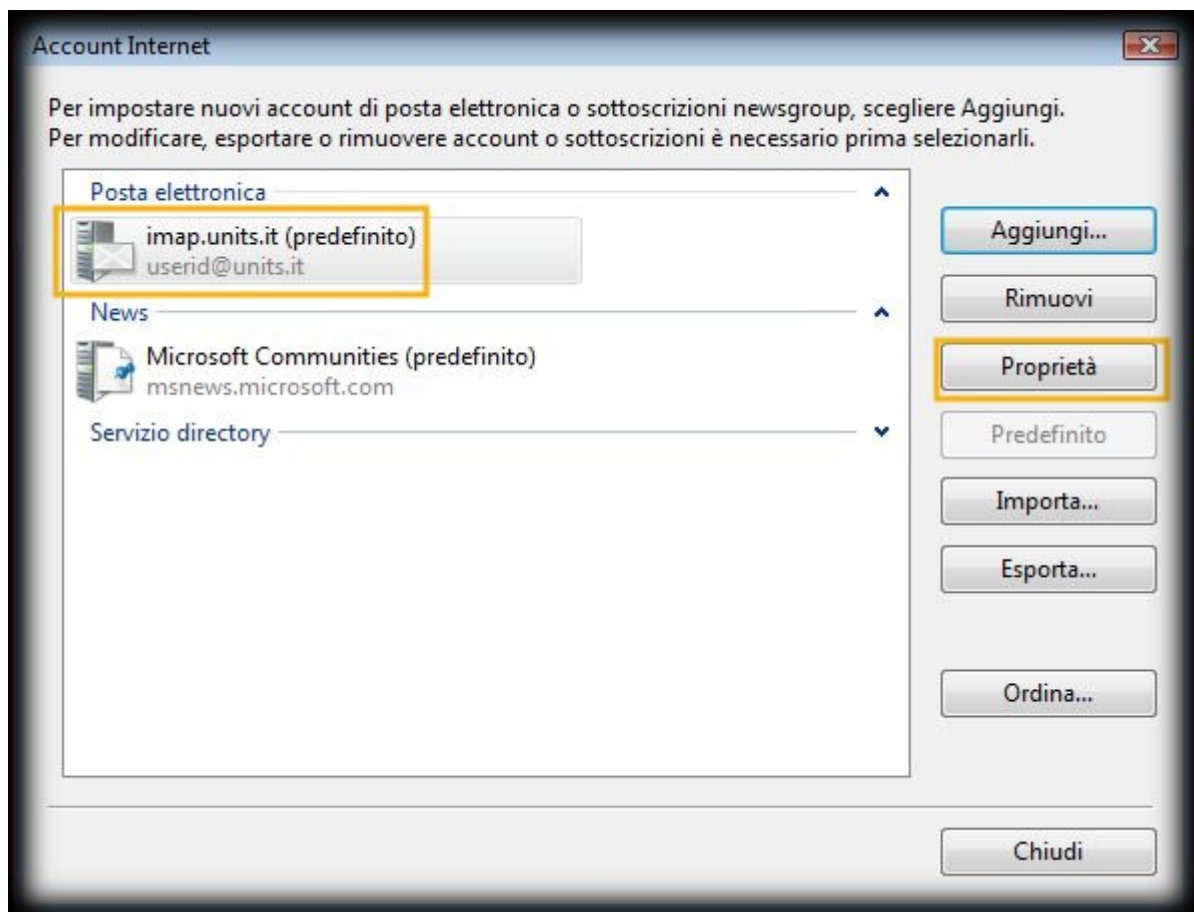 Account Internet
Per impostare nuovi account di posta elettronica o sottoscrizioni newsgroup, scegliere Aggiungi.
Per modificare, esportare o rimuovere account o sottoscrizioni è necessario prima selezionarli.
Posta elettronica
imap.units.it (predefinito)
userid@units.it
News
Microsoft Communities (predefinito)
msnews.microsoft.com
Servizio directory
Aggiungi...
Rimuovi
Proprietà
Predefinito
Importa...
Esporta...
Ordina...
Chiudi